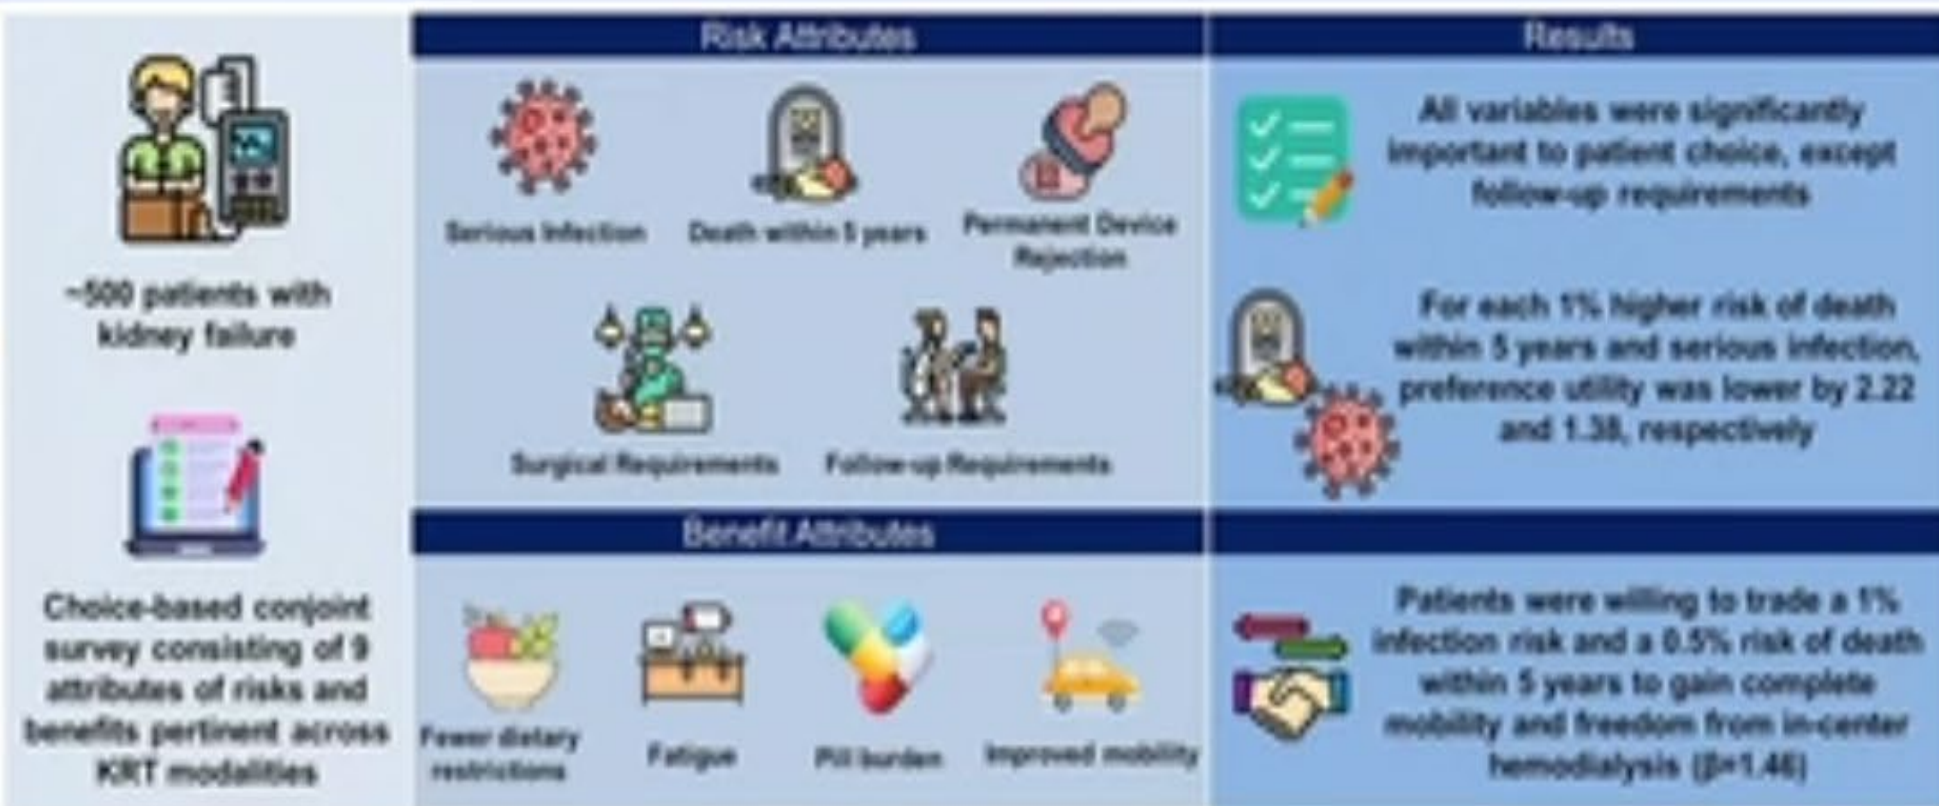 ~500 patients with
kidney failure
Choice-based conjoint
survey consisting of 9
attributes of risks and
benefits pertinent across
KRT modalities
Risk Attributes
Serious Infection
Death within 5 years
Permanent Device
Rejection
Surgical Requirements
Follow-up Requirements
Benefit Attributes
Fewer dietary
restrictions
Fatigue
Pill burden
Improved mobility
Results
All variables were significantly
important to patient choice, except
follow-up requirements
For each 1% higher risk of death
within 5 years and serious infection,
preference utility was lower by 2.22
and 1.38, respectively
Patients were willing to trade a 1%
infection risk and a 0.5% risk of death
within 5 years to gain complete
mobility and freedom from in-center
hemodialysis (β=1.46)